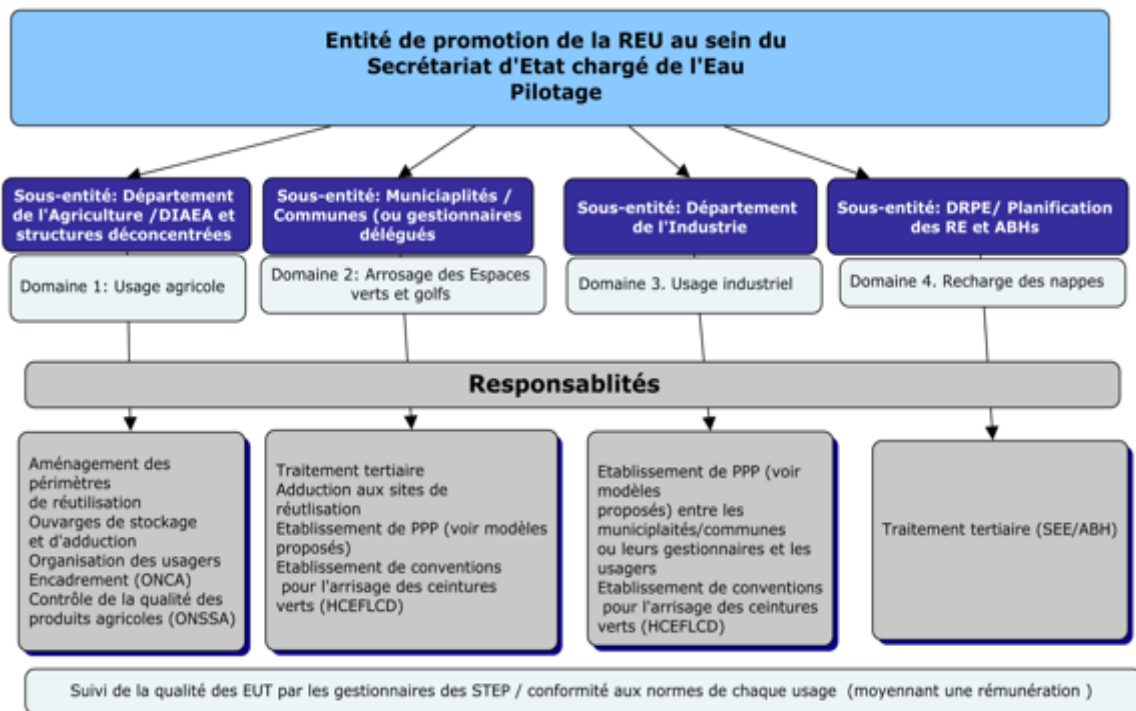 Entité de promotion de la REU au sein du
Secrétariat d'Etat chargé de l'Eau
Pilotage
Sous-entité: Département
de l'Agriculture /DIAEA et
structures déconcentrées
Domaine 1: Usage agricole
Sous-entité: Municiaplités /
Communes (ou gestionnaires
délégués
Domaine 2: Arrosage des Espaces
verts et golfs
Sous-entité: Département
de l'Industrie
Domaine 3. Usage industriel
Sous-entité: DRPE/ Planification
des RE et ABHs
Domaine 4. Recharge des nappes
Responsablités
Aménagement des
périmètres
de réutilisation
Ouvarges de stockage
et d'adduction
Organisation des usagers
Encadrement (ONCA)
Contrôle de la qualité des
produits agricoles (ONSSA)
Traitement tertiaire
Adduction aux sites de
réutlisation
Etablissement de PPP (voir modèles
proposés)
Etablissement de conventions
pour l'arrisage des ceintures
verts (HCEFLCD)
Etablissement de PPP (voir
modèles
proposés) entre les
municiplaités/communes
ou leurs gestionnaires et les
usagers
Etablissement de conventions
pour l'arrisage des ceintures
verts (HCEFLCD)
Traitement tertiaire (SEE/ABH)
Suivi de la qualité des EUT par les gestionnaires des STEP / conformité aux normes de chaque usage (moyennant une rémunération )